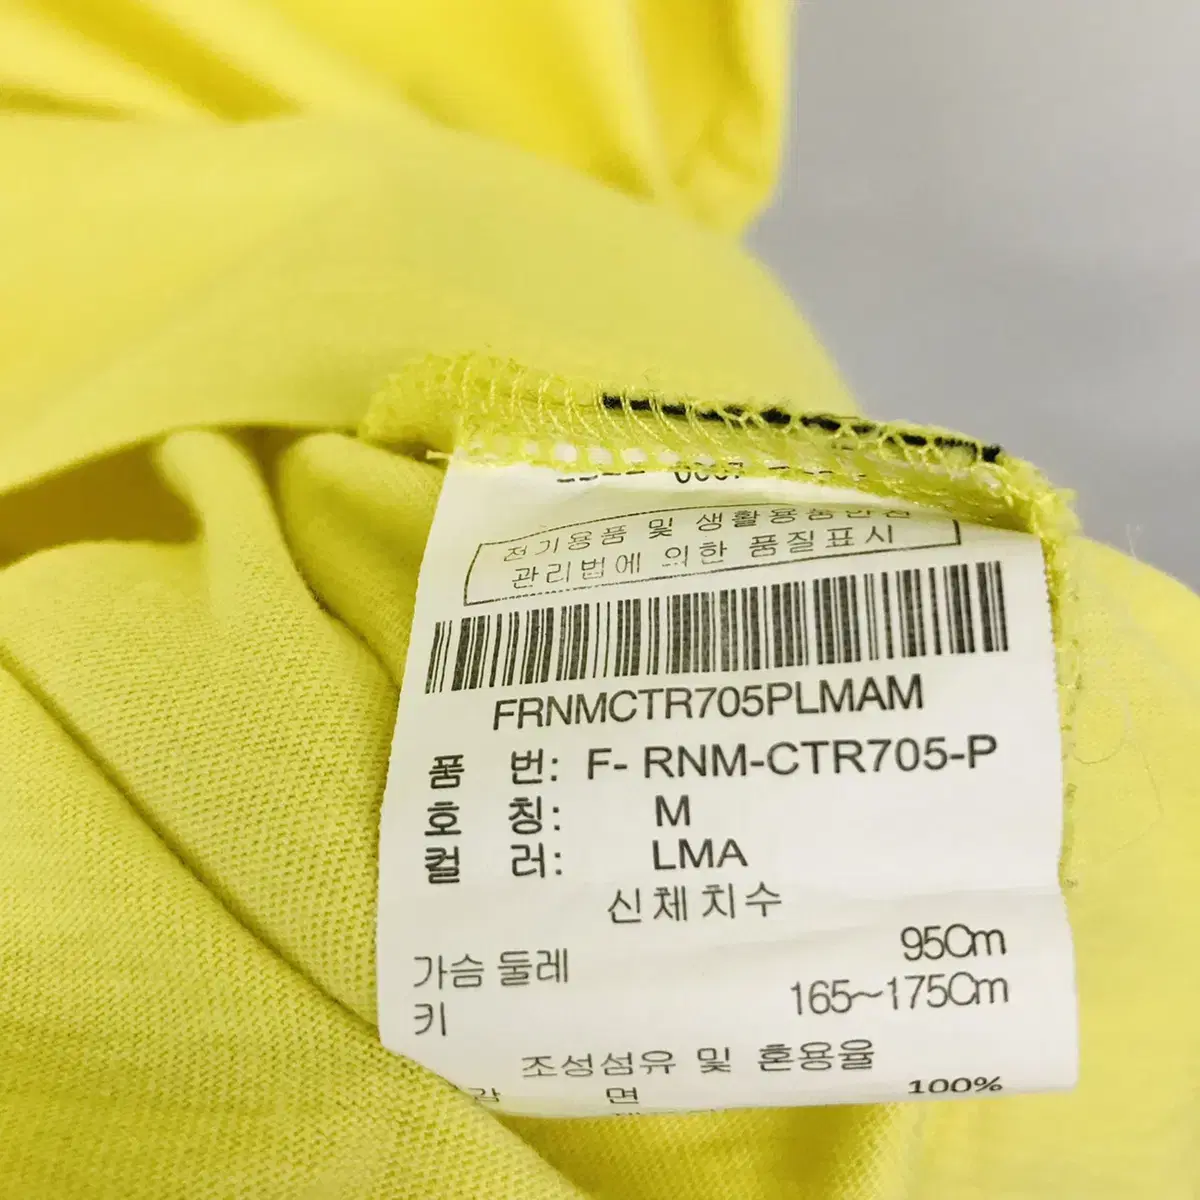 전기용품 및 생활용품안전
관리법에 의한 품질표시
FRNMCTR705PLMAM
품 번: F- RNM-CTR705-P
호 칭: M
컬 러: LMA
신체치수
가슴둘레 95Cm
키 165~175Cm
조성섬유 및 혼용율
감 면 100%